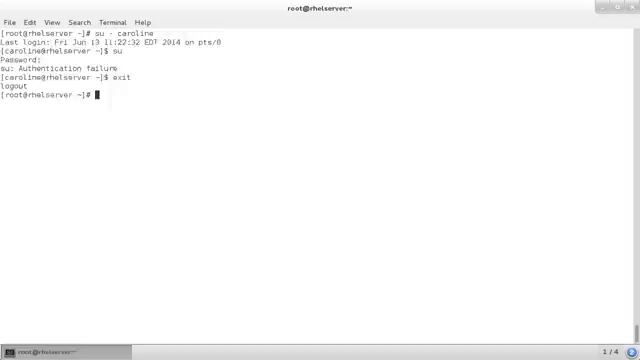 root@rhelserver:~
File Edit View Search Terminal Help
[root@rhelserver ~]# su - caroline
Last login: Fri Jun 13 11:22:32 EDT 2014 on pts/0
[caroline@rhelserver ~]$ su
Password:
su: Authentication failure
[caroline@rhelserver ~]$ exit
logout
[root@rhelserver ~]#
root@rhelserver:~
1 / 4